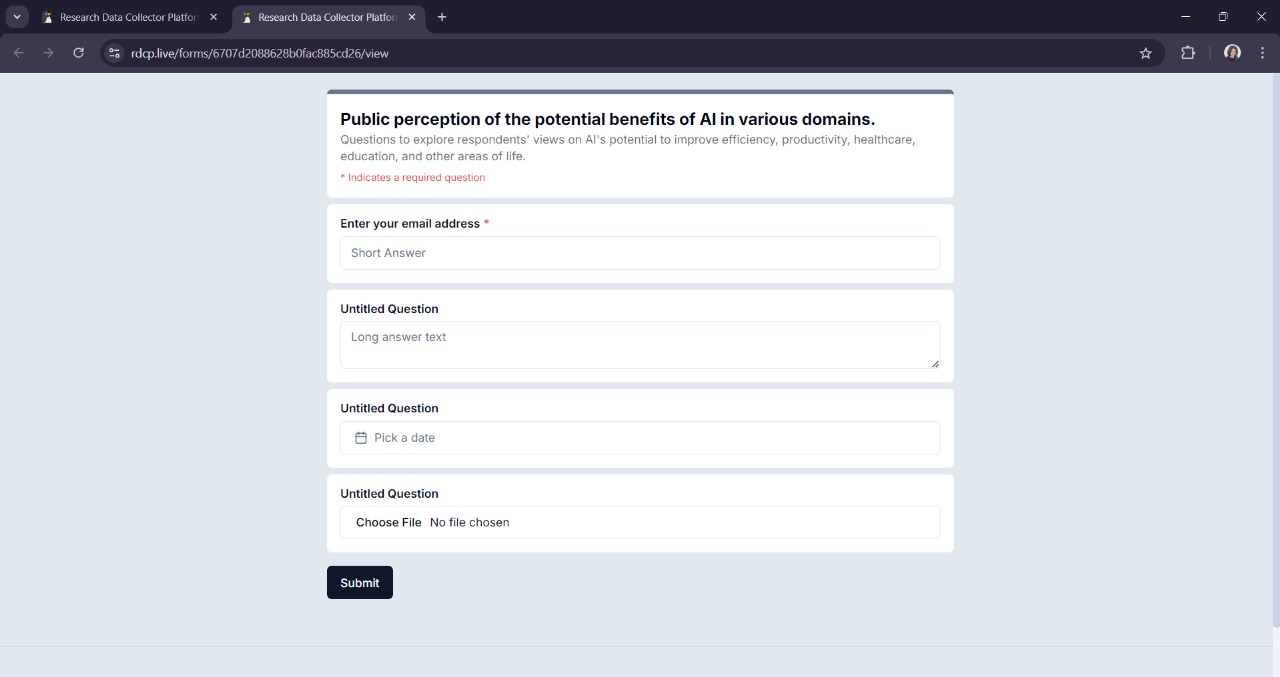 Research Data Collector Platfor
Research Data Collector Platfor
rdcp.live/forms/6707d2088628b0fac885cd26/view
Public perception of the potential benefits of AI in various domains.
Questions to explore respondents' views on AI's potential to improve efficiency, productivity, healthcare,
education, and other areas of life.
* Indicates a required question
Enter your email address *
Short Answer
Untitled Question
Long answer text
Untitled Question
Pick a date
Untitled Question
Choose File No file chosen
Submit